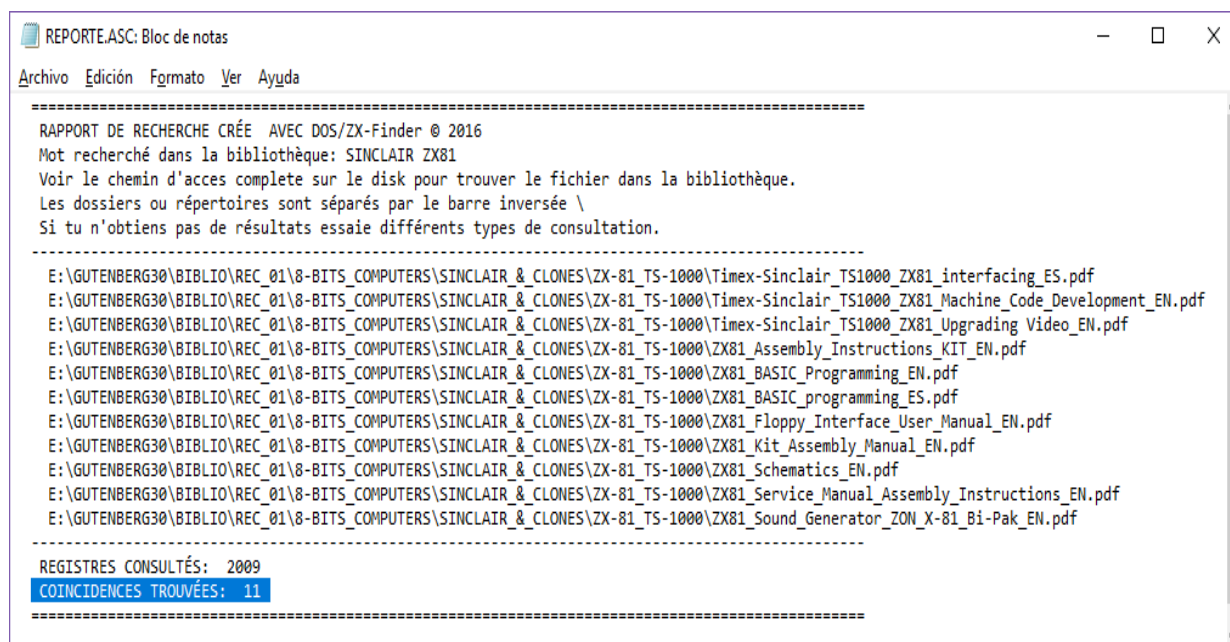 REPORTE.ASC: Bloc de notas
Archivo Edición Formato Ver Ayuda
===================================================================================================
RAPPORT DE RECHERCHE CRÉE  AVEC DOS/ZX-Finder © 2016
Mot recherché dans la bibliothèque: SINCLAIR ZX81
Voir le chemin d'acces complete sur le disk pour trouver le fichier dans la bibliothèque.
Les dossiers ou répertoires sont séparés par le barre inversée \
Si tu n'obtiens pas de résultats essaie différents types de consultation.
---------------------------------------------------------------------------------------------------
E:\GUTENBERG30\BIBLIO\REC_01\8-BITS_COMPUTERS\SINCLAIR_&_CLONES\ZX-81_TS-1000\Timex-Sinclair_TS1000_ZX81_interfacing_ES.pdf
E:\GUTENBERG30\BIBLIO\REC_01\8-BITS_COMPUTERS\SINCLAIR_&_CLONES\ZX-81_TS-1000\Timex-Sinclair_TS1000_ZX81_Machine_Code_Development_EN.pdf
E:\GUTENBERG30\BIBLIO\REC_01\8-BITS_COMPUTERS\SINCLAIR_&_CLONES\ZX-81_TS-1000\Timex-Sinclair_TS1000_ZX81_Upgrading Video_EN.pdf
E:\GUTENBERG30\BIBLIO\REC_01\8-BITS_COMPUTERS\SINCLAIR_&_CLONES\ZX-81_TS-1000\ZX81_Assembly_Instructions_KIT_EN.pdf
E:\GUTENBERG30\BIBLIO\REC_01\8-BITS_COMPUTERS\SINCLAIR_&_CLONES\ZX-81_TS-1000\ZX81_BASIC_Programming_EN.pdf
E:\GUTENBERG30\BIBLIO\REC_01\8-BITS_COMPUTERS\SINCLAIR_&_CLONES\ZX-81_TS-1000\ZX81_BASIC_programming_ES.pdf
E:\GUTENBERG30\BIBLIO\REC_01\8-BITS_COMPUTERS\SINCLAIR_&_CLONES\ZX-81_TS-1000\ZX81_Floppy_Interface_User_Manual_EN.pdf
E:\GUTENBERG30\BIBLIO\REC_01\8-BITS_COMPUTERS\SINCLAIR_&_CLONES\ZX-81_TS-1000\ZX81_Kit_Assembly_Manual_EN.pdf
E:\GUTENBERG30\BIBLIO\REC_01\8-BITS_COMPUTERS\SINCLAIR_&_CLONES\ZX-81_TS-1000\ZX81_Schematics_EN.pdf
E:\GUTENBERG30\BIBLIO\REC_01\8-BITS_COMPUTERS\SINCLAIR_&_CLONES\ZX-81_TS-1000\ZX81_Service_Manual_Assembly_Instructions_EN.pdf
E:\GUTENBERG30\BIBLIO\REC_01\8-BITS_COMPUTERS\SINCLAIR_&_CLONES\ZX-81_TS-1000\ZX81_Sound_Generator_ZON_X-81_Bi-Pak_EN.pdf
---------------------------------------------------------------------------------------------------
REGISTRES CONSULTÉS:  2009
COINCIDENCES TROUVÉES:  11
===================================================================================================